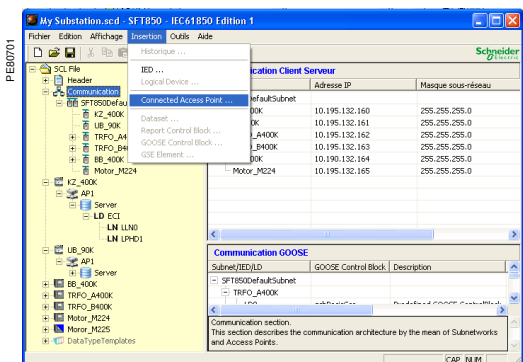 My Substation.scd - SFT850 - IEC61850 Edition 1
Fichier Edition Affichage Insertion Outils Aide
Schneider
Electric
PE80701
Historique ...
IED ...
Logical Device ...
Connected Access Point ...
Dataset ...
Report Control Block ...
GOOSE Control Block ...
GSE Element ...
SCL File
Header
Communication
SFT850Defau
KZ_400K
UB_90K
TRFO_A4
TRFO_B4
BB_400K
Motor_M224
KZ_400K
AP1
Server
LD ECI
LN LLN0
LN LPHD1
UB_90K
AP1
Server
BB_400K
TRFO_A400K
TRFO_B400K
Motor_M224
Moror_M225
DataTypeTemplates
ication Client Serveur
Adresse IP Masque sous-réseau
efaultSubnet
00K 10.195.132.160 255.255.255.0
0K 10.195.132.161 255.255.255.0
_A400K 10.195.132.162 255.255.255.0
_B400K 10.195.132.163 255.255.255.0
00K 10.190.132.164 255.255.255.0
Motor_M224 10.195.132.165 255.255.255.0
Communication GOOSE
Subnet/IED/LD GOOSE Control Block Description
SFT850DefaultSubnet
TRFO_A400K
Communication section.
This section describes the communication architecture by the mean of Subnetworks
and Access Points.
CAP NUM